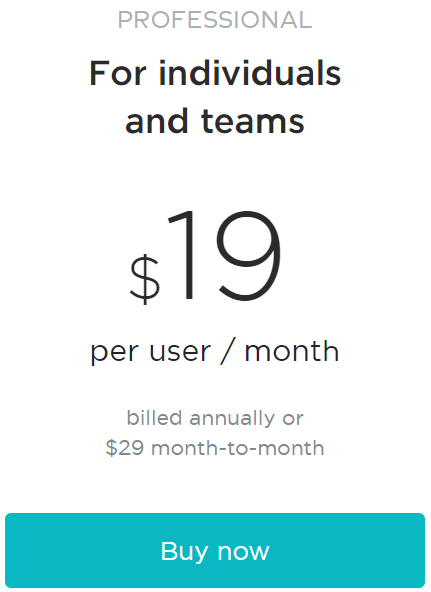 PROFESSIONAL
For individuals
and teams
$19
per user / month
billed annually or
$29 month-to-month
Buy now